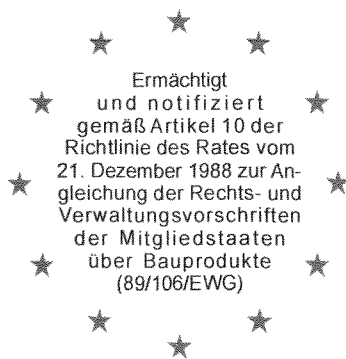 Ermächtigt
und notifiziert
gemäß Artikel 10 der
Richtlinie des Rates vom
21. Dezember 1988 zur An-
gleichung der Rechts- und
Verwaltungsvorschriften
der Mitgliedstaaten
über Bauprodukte
(89/106/EWG)